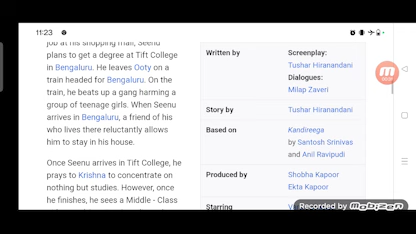 11:23
job at his shopping mall, Seenu
plans to get a degree at Tift College
in Bengaluru. He leaves Ooty on a
train headed for Bengaluru. On the
train, he beats up a gang harming a
group of teenage girls. When Seenu
arrives in Bengaluru, a friend of his
who lives there reluctantly allows
him to stay in his house.
Once Seenu arrives in Tift College, he
prays to Krishna to concentrate on
nothing but studies. However, once
he finishes, he sees a Middle - Class
Written by
Screenplay:
Tushar Hiranandani
Dialogues:
Milap Zaveri
Story by
Tushar Hiranandani
Based on
Kandireega
by Santosh Srinivas
and Anil Ravipudi
Produced by
Shobha Kapoor
Ekta Kapoor
Starring
Recorded by Mobizen